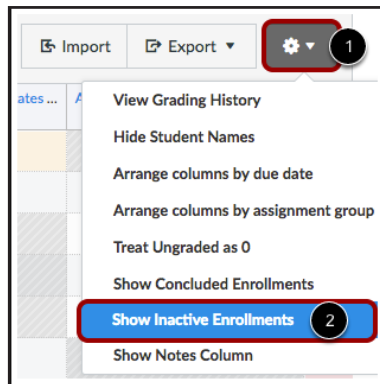 Import
Export
1
ates ...
A
View Grading History
Hide Student Names
Arrange columns by due date
Arrange columns by assignment group
Treat Ungraded as 0
Show Concluded Enrollments
Show Inactive Enrollments
2
Show Notes Column